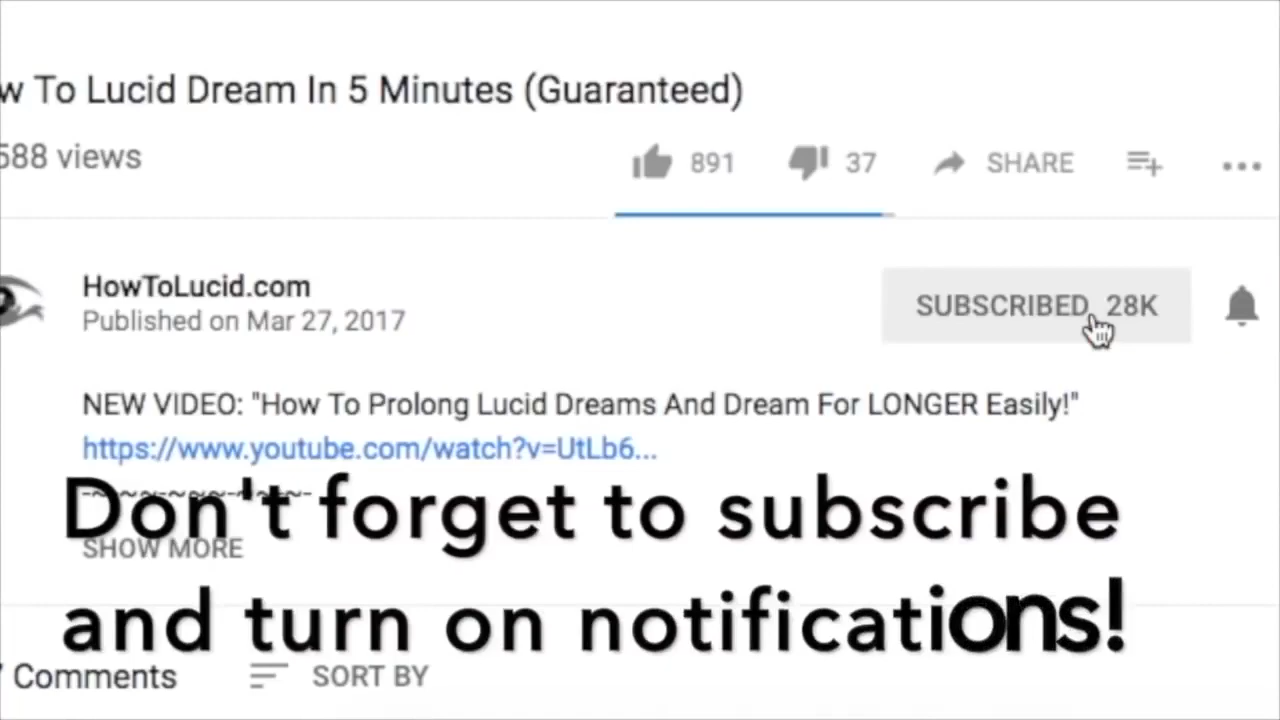 w To Lucid Dream In 5 Minutes (Guaranteed)
588 views
891 37 SHARE
HowToLucid.com
Published on Mar 27, 2017
SUBSCRIBED 28K
NEW VIDEO: "How To Prolong Lucid Dreams And Dream For LONGER Easily!"
https://www.youtube.com/watch?v=UtLb6...
Don't forget to subscribe
SHOW MORE
and turn on notifications!
Comments SORT BY